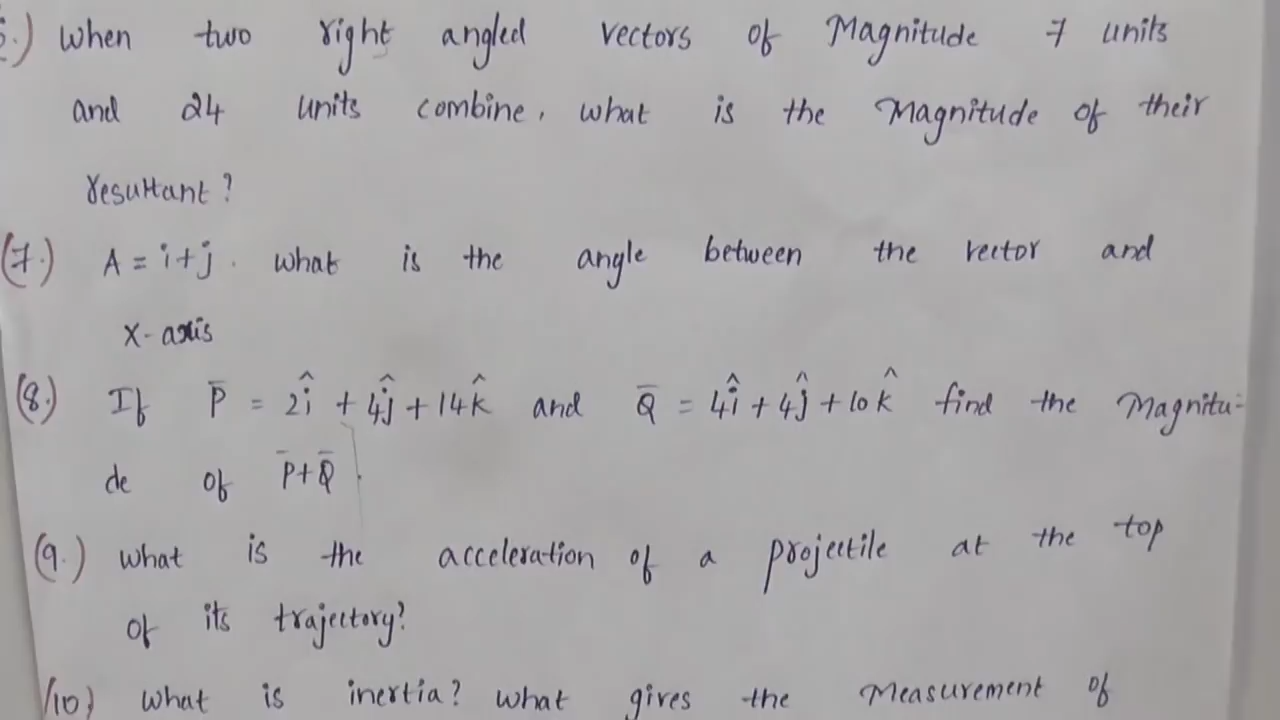 .) When two right angled vectors of Magnitude 7 units
and 24 units combine, what is the Magnitude of their
resultant?
(7.) A = i+j. what is the angle between the vector and
X-axis
(8.) If P̅ = 2î + 4ĵ + 14k̂ and Q̅ = 4î + 4ĵ + 10k̂ find the Magnitu-
de of P̅+Q̅.
(9.) what is the acceleration of a projectile at the top
of its trajectory?
(10) what is inertia? what gives the measurement of